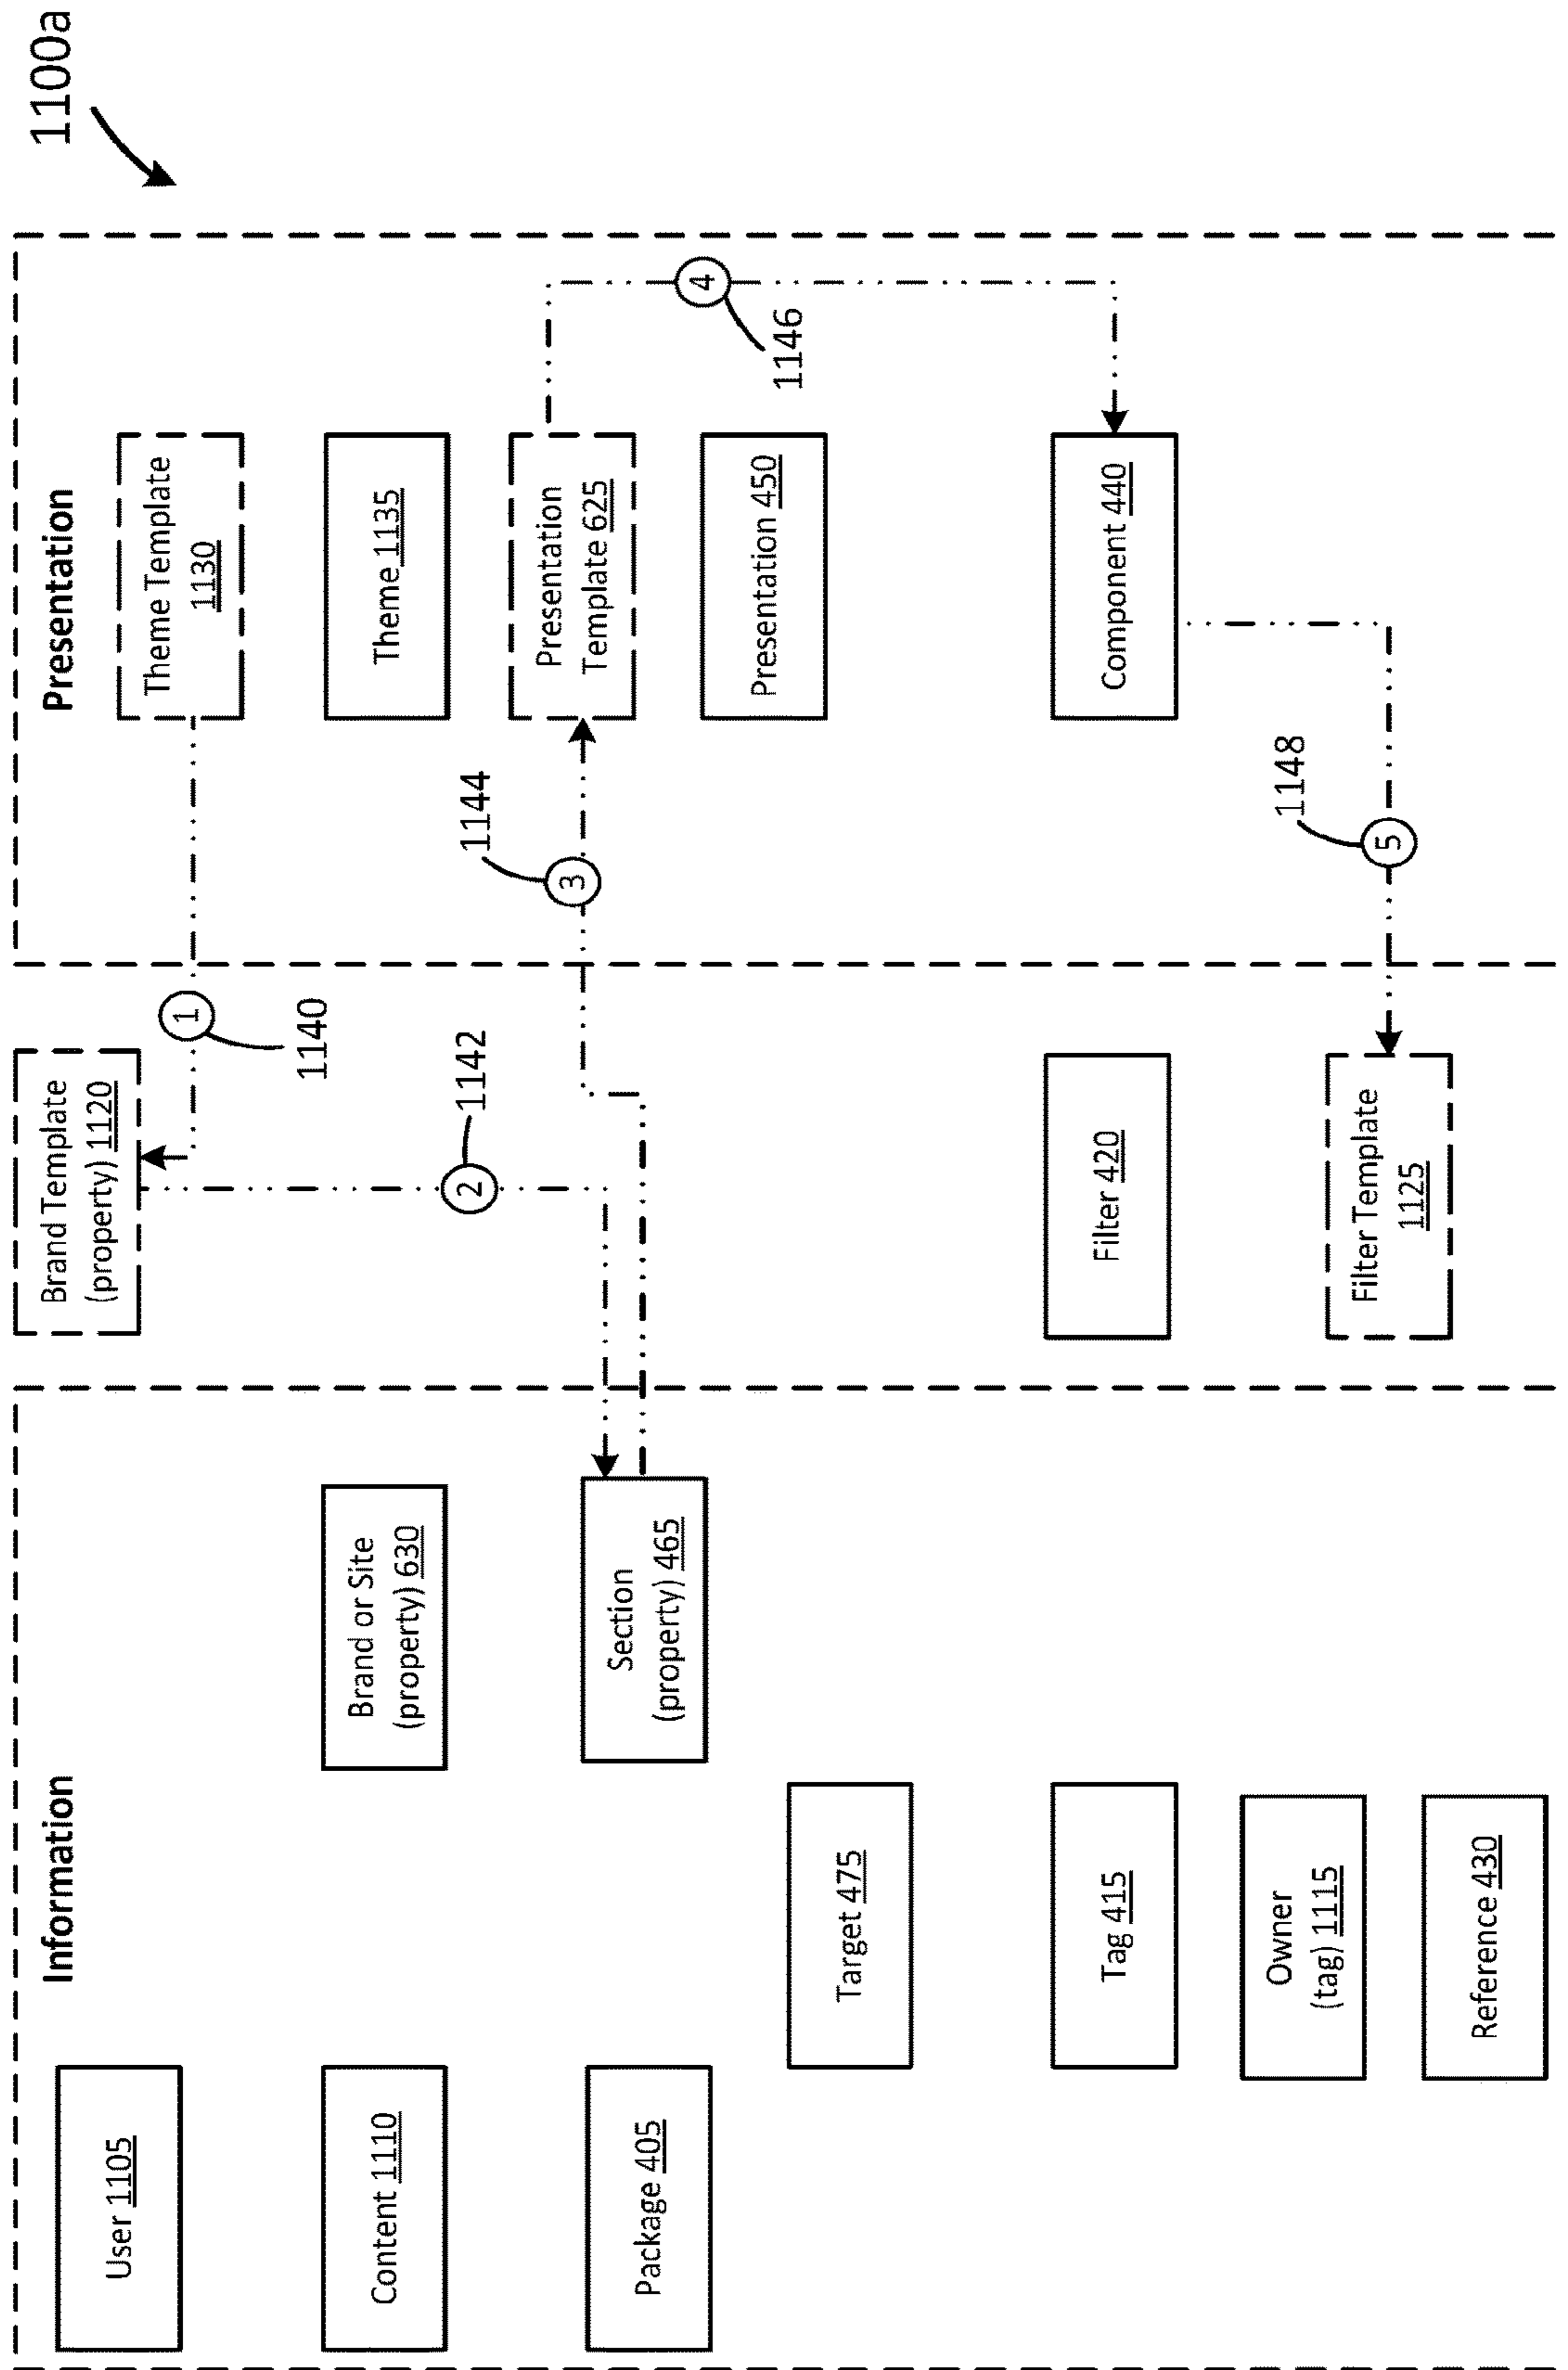 1100a
Information
Presentation
User 1105
Brand Template
(property) 1120
Theme Template
1130
1
1140
Content 1110
Brand or Site
(property) 630
Theme 1135
2
1142
3
1144
4
1146
Package 405
Section
(property) 465
Presentation
Template 625
Target 475
Presentation 450
Tag 415
Filter 420
Component 440
Owner
(tag) 1115
5
1148
Reference 430
Filter Template
1125